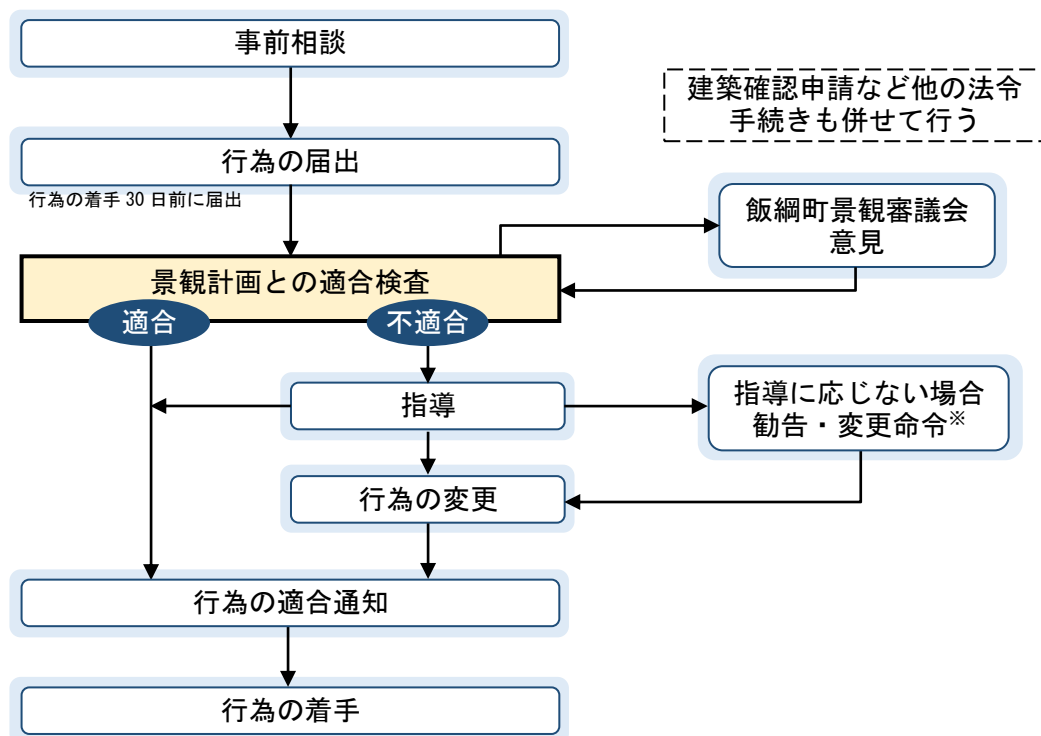 事前相談
建築確認申請など他の法令
手続きも併せて行う
行為の届出
行為の着手 30 日前に届出
飯綱町景観審議会
意見
景観計画との適合検査
適合
不適合
指導
指導に応じない場合
勧告・変更命令※
行為の変更
行為の適合通知
行為の着手